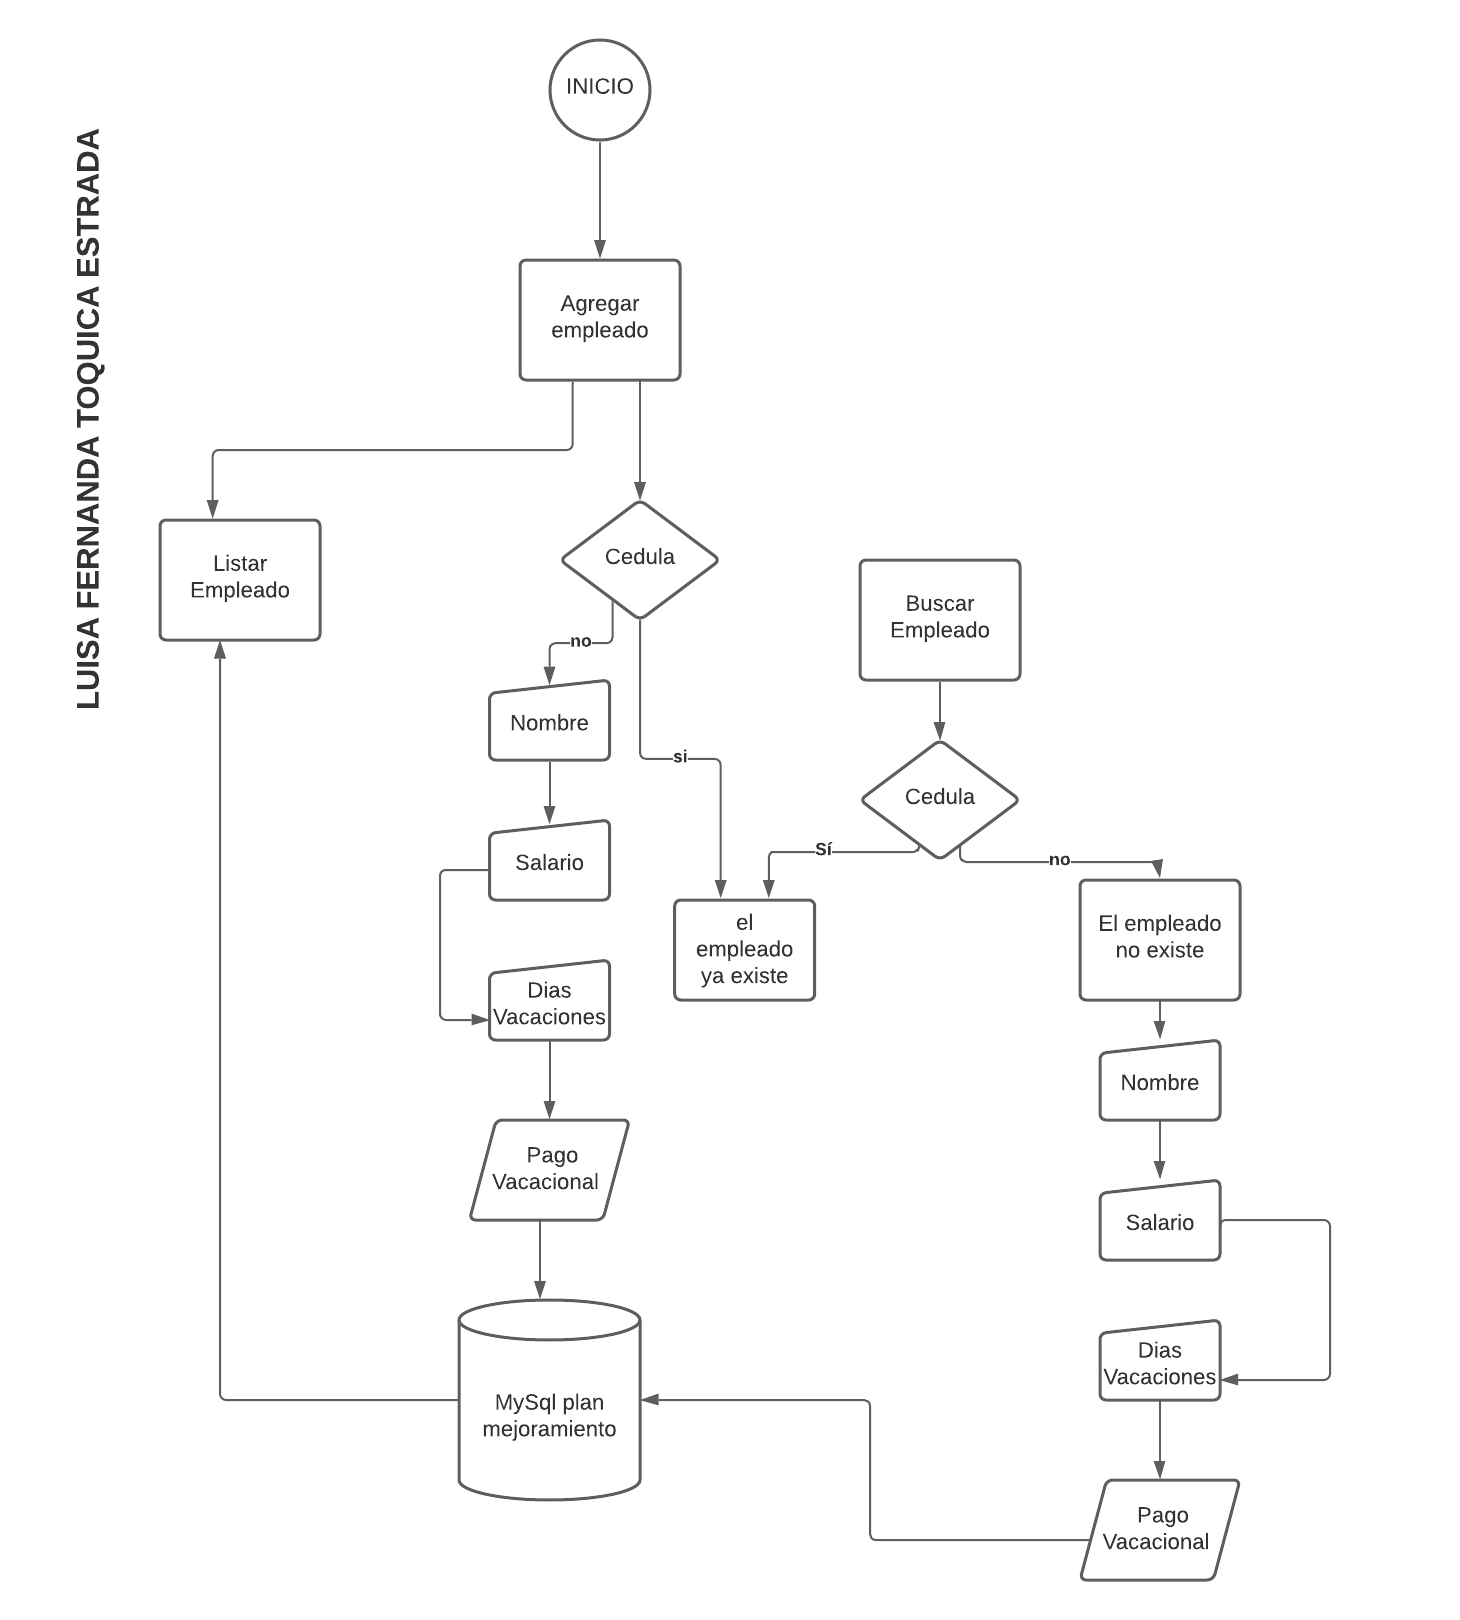 LUISA FERNANDA TOQUICA ESTRADA
INICIO
Agregar
empleado
Listar
Empleado
Cedula
no
si
Nombre
Salario
Dias
Vacaciones
Pago
Vacacional
MySql plan
mejoramiento
Buscar
Empleado
Cedula
Sí
no
el
empleado
ya existe
El empleado
no existe
Nombre
Salario
Dias
Vacaciones
Pago
Vacacional